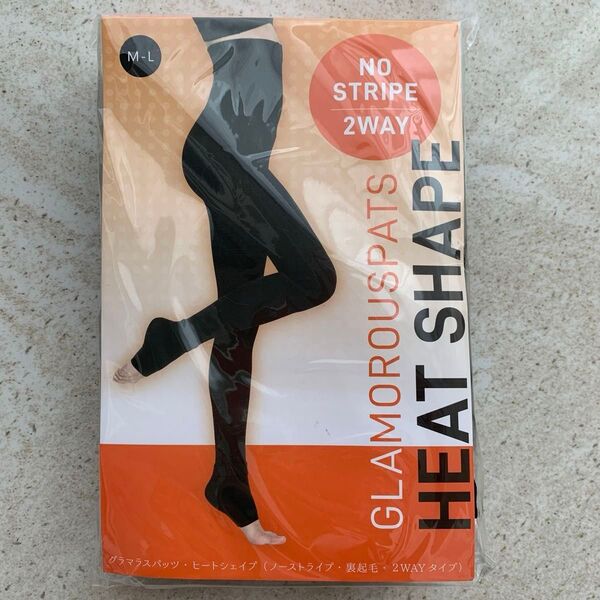 M-L
NO
STRIPE
2WAY
GLAMOROUSPATS
HEAT SHAPE
グラマラスパッツ・ヒートシェイプ（ノーストライプ・裏起毛・2WAYタイプ）